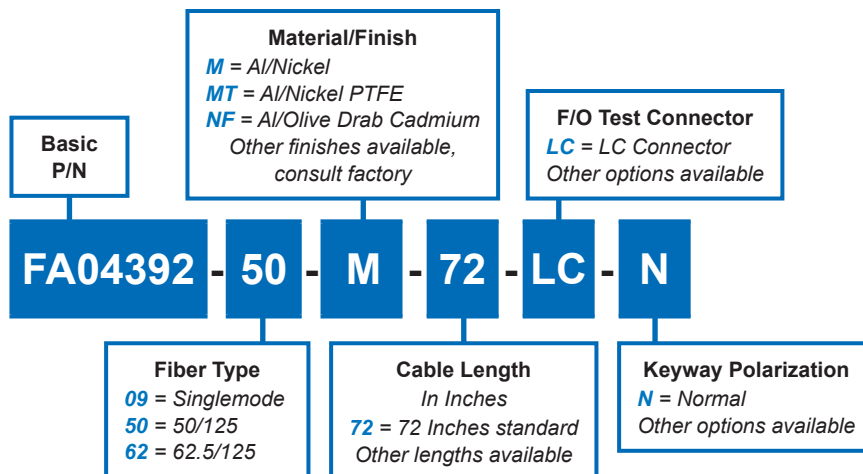 Material/Finish
M = Al/Nickel
MT = Al/Nickel PTFE
NF = Al/Olive Drab Cadmium
Other finishes available,
consult factory
F/O Test Connector
LC = LC Connector
Other options available
Basic
P/N
FA04392 - 50 - M - 72 - LC - N
Fiber Type
09 = Singlemode
50 = 50/125
62 = 62.5/125
Cable Length
In Inches
72 = 72 Inches standard
Other lengths available
Keyway Polarization
N = Normal
Other options available